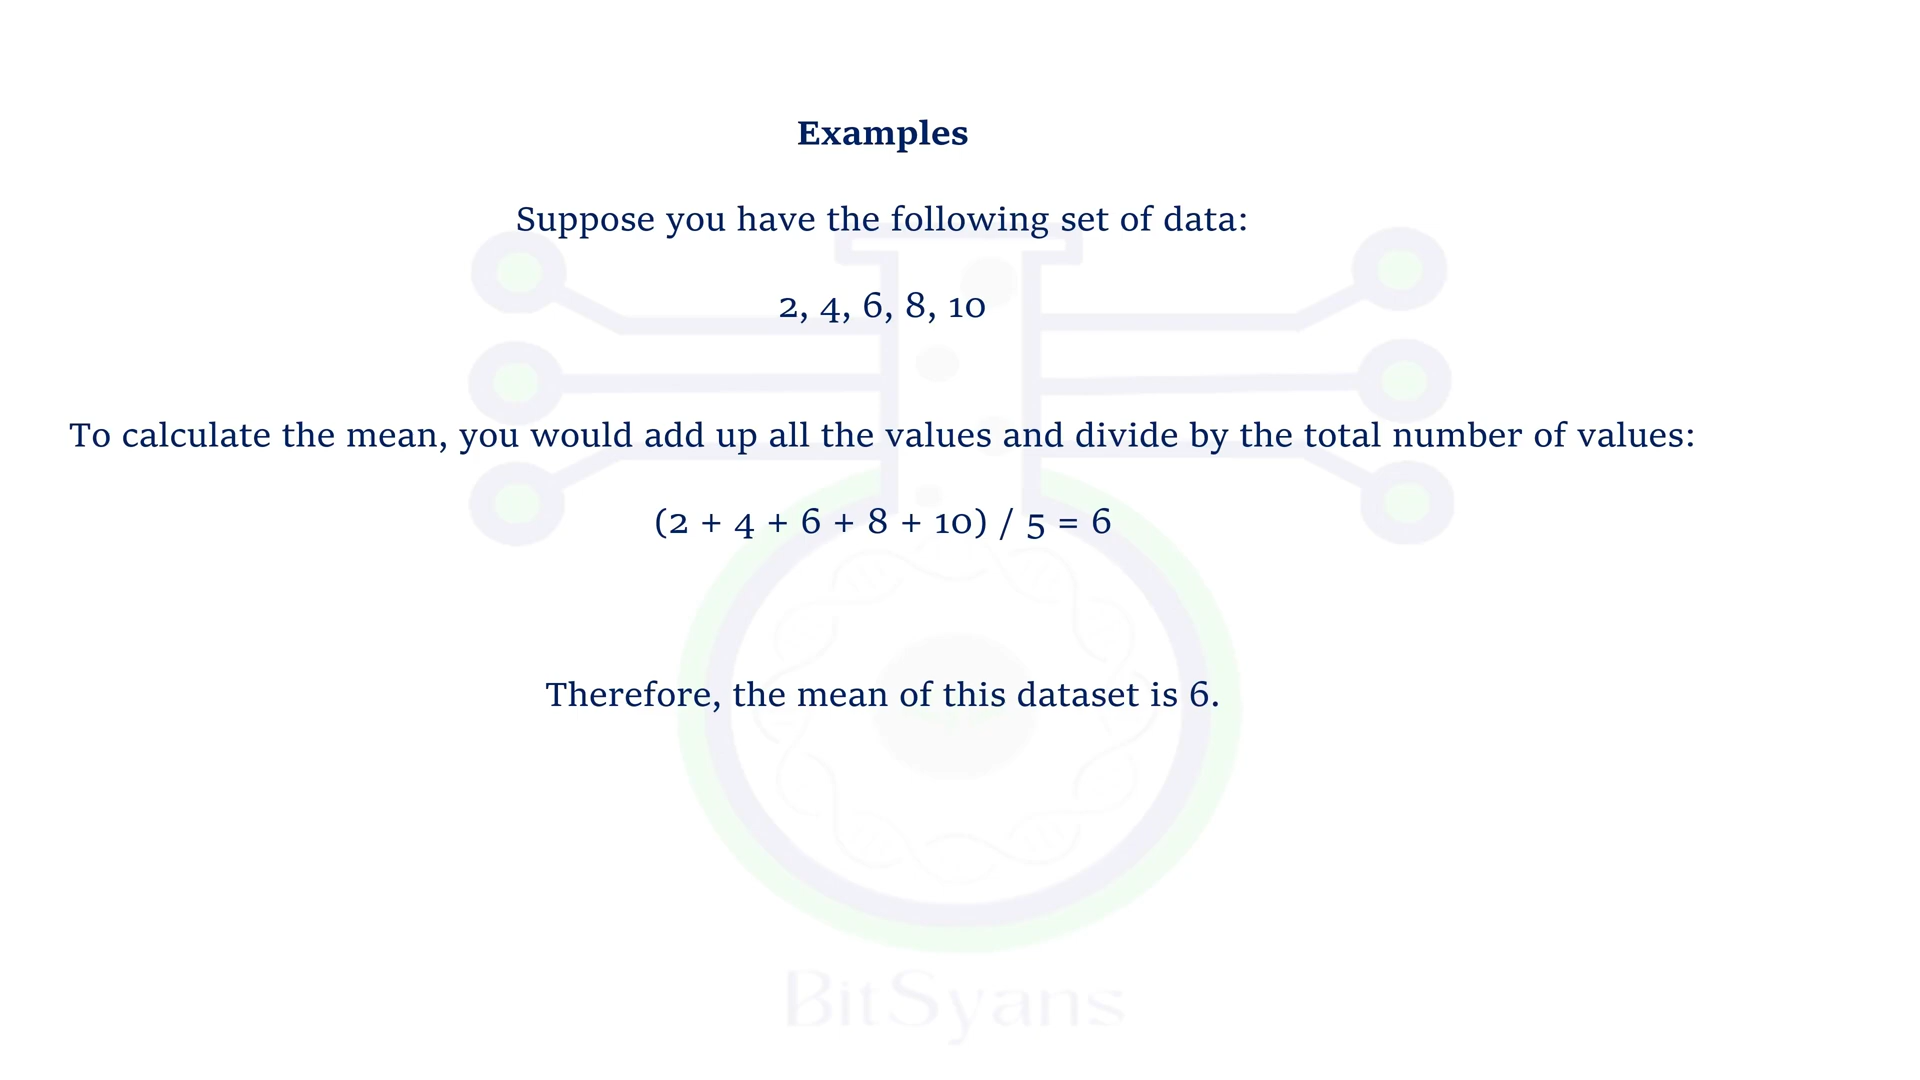 Examples
Suppose you have the following set of data:
2, 4, 6, 8, 10
To calculate the mean, you would add up all the values and divide by the total number of values:
(2 + 4 + 6 + 8 + 10) / 5 = 6
Therefore, the mean of this dataset is 6.
BitSyans